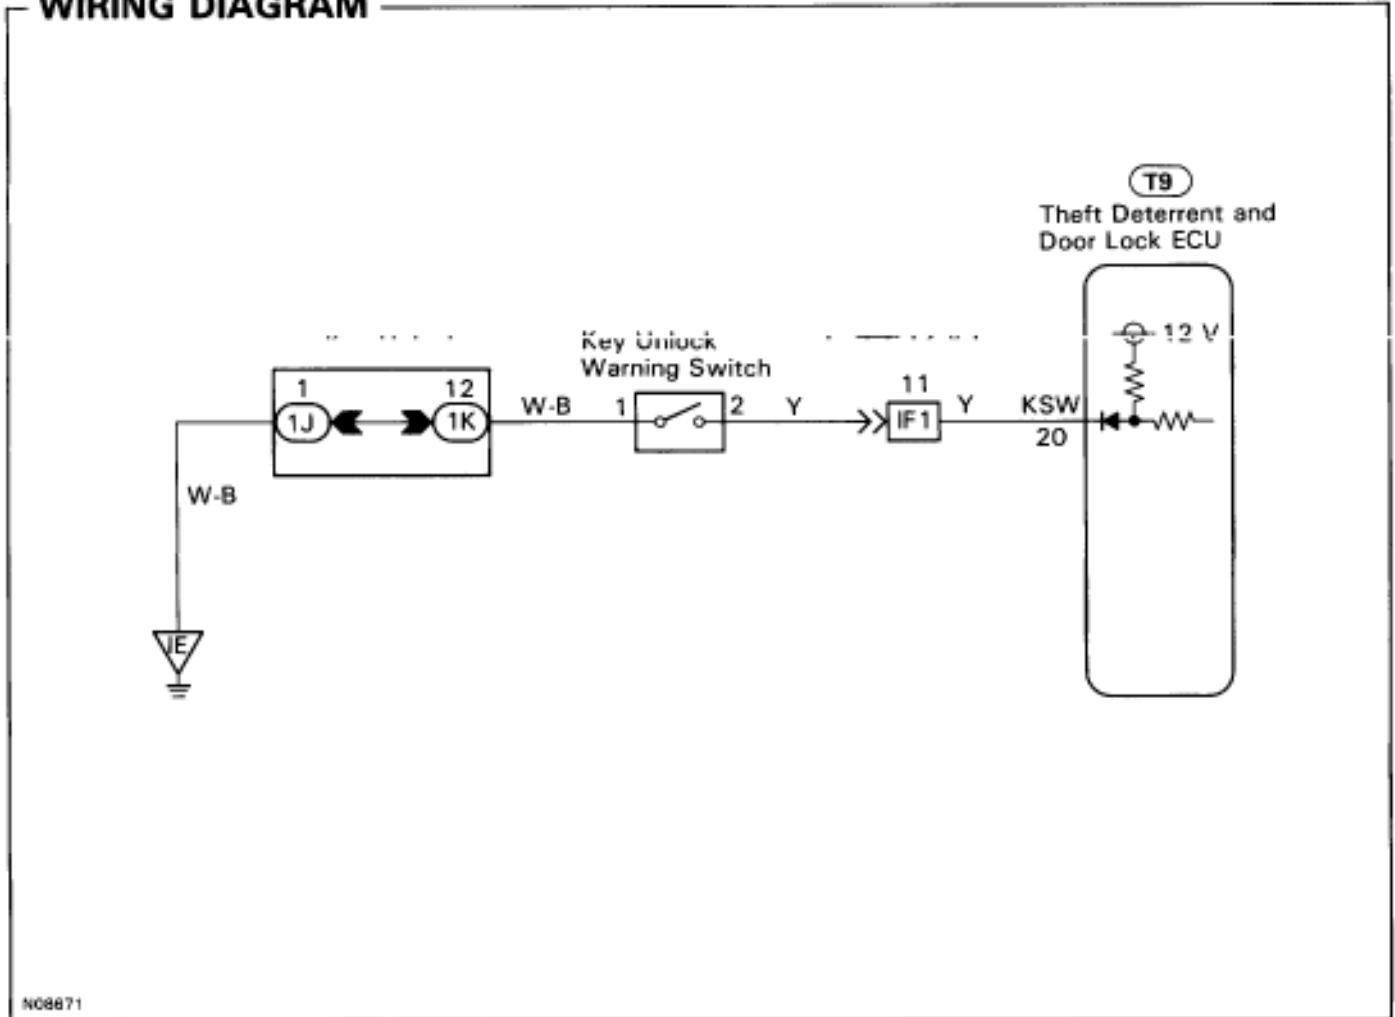 WIRING DIAGRAM
T9
Theft Deterrent and
Door Lock ECU
12 V
Key Unlock
Warning Switch
1
12
11
1J
1K
W-B
1
2
Y
IF1
Y
KSW
20
W-B
IE
N08671